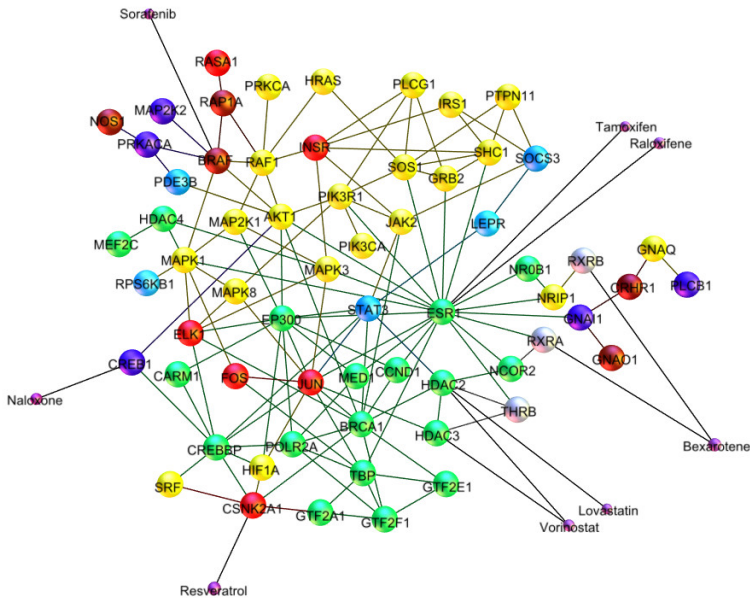 Sorafenib
RASA1
PRKCA
HRAS
PLCG1
IRS1
PTPN11
MAP2K2
RAP1A
NOS1
PRKACA
BRAF
RAF1
INSR
SOS1
SHC1
SOCS3
Tamoxifen
Raloxifene
PDE3B
GRB2
PIK3R1
HDAC4
MAP2K1
AKT1
JAK2
LEPR
MEF2C
PIK3CA
MAPK1
MAPK3
NR0B1
RXRB
GNAQ
RPS6KB1
MAPK8
NRIP1
CRHR1
PLCB1
STAT3
ESR1
EP300
GNAI1
ELK1
RXRA
GNAO1
CREB1
CARM1
FOS
JUN
MED1
CCND1
HDAC2
NCOR2
Naloxone
THRB
BRCA1
HDAC3
CREBBP
POLR2A
Bexarotene
HIF1A
TBP
SRF
GTF2E1
CSNK2A1
GTF2A1
GTF2F1
Lovastatin
Vorinostat
Resveratrol